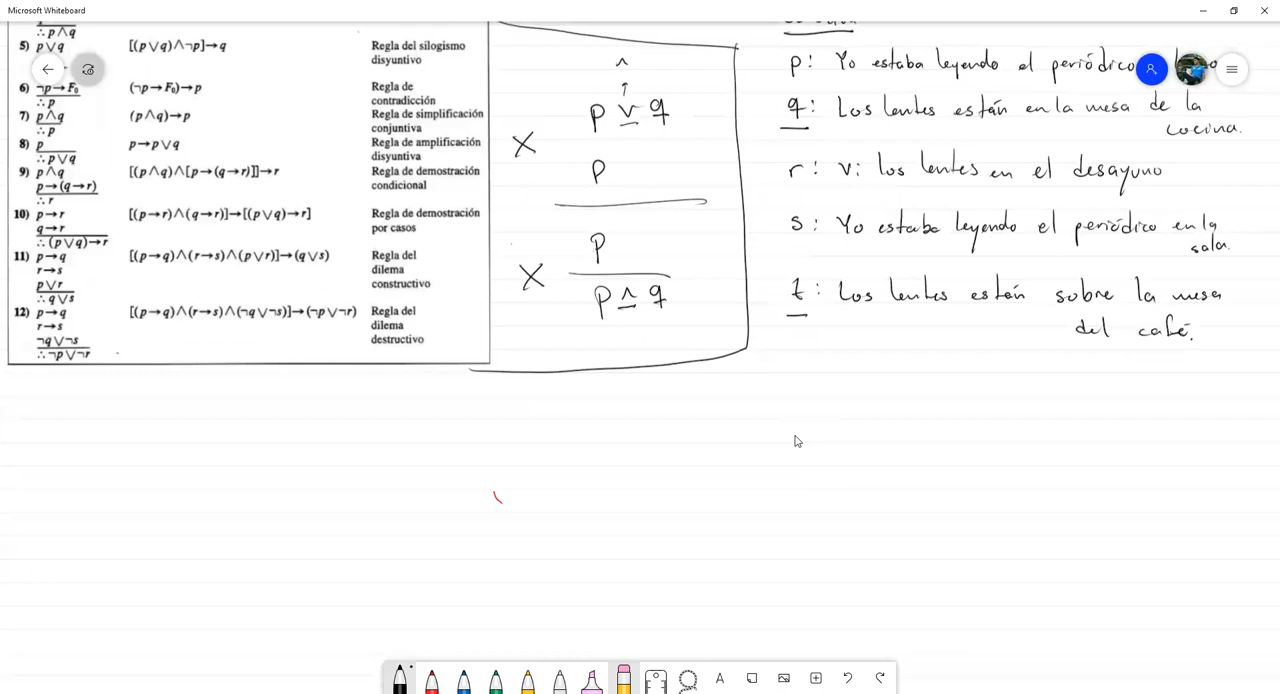 Microsoft Whiteboard
∴ p∧q
5) p∨q [(p∨q)∧¬p]→q Regla del silogismo
disyuntivo
6) ¬p→F₀ (¬p→F₀)→p Regla de
∴ p contradicción
7) p∧q (p∧q)→p Regla de simplificación
∴ p conjuntiva
8) p p→p∨q Regla de amplificación
∴ p∨q disyuntiva
9) p∧q [(p∧q)∧[p→(q→r)]]→r Regla de demostración
p→(q→r) condicional
∴ r
10) p→r [(p→r)∧(q→r)]→[(p∨q)→r] Regla de demostración
q→r por casos
∴ (p∨q)→r
11) p→q [(p→q)∧(r→s)∧(p∨r)]→(q∨s) Regla del
r→s dilema
p∨r constructivo
∴ q∨s
12) p→q [(p→q)∧(r→s)∧(¬q∨¬s)]→(¬p∨¬r) Regla del
r→s dilema
¬q∨¬s destructivo
∴ ¬p∨¬r
∧
↑
p ∨ q
X
p
p
X
p ∧ q
p: Yo estaba leyendo el periódico
q: Los lentes están en la mesa de la
cocina.
r: vi los lentes en el desayuno
s: Yo estaba leyendo el periódico en la
sala.
t: Los lentes están sobre la mesa
del café.
A